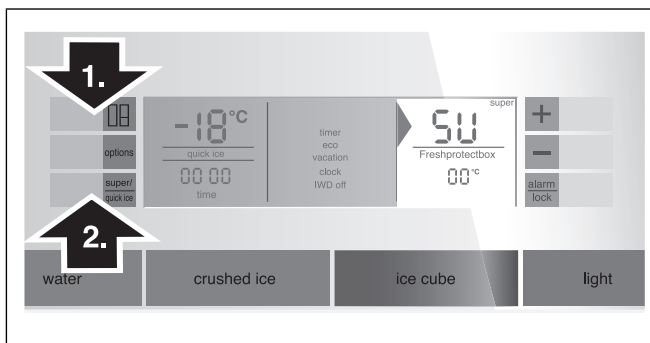 1.
-18°C
quick ice
00 00
time
timer
eco
vacation
clock
IWD off
super
SU
Freshprotectbox
00°C
+
options
−
super/
quick ice
alarm
lock
2.
water
crushed ice
ice cube
light